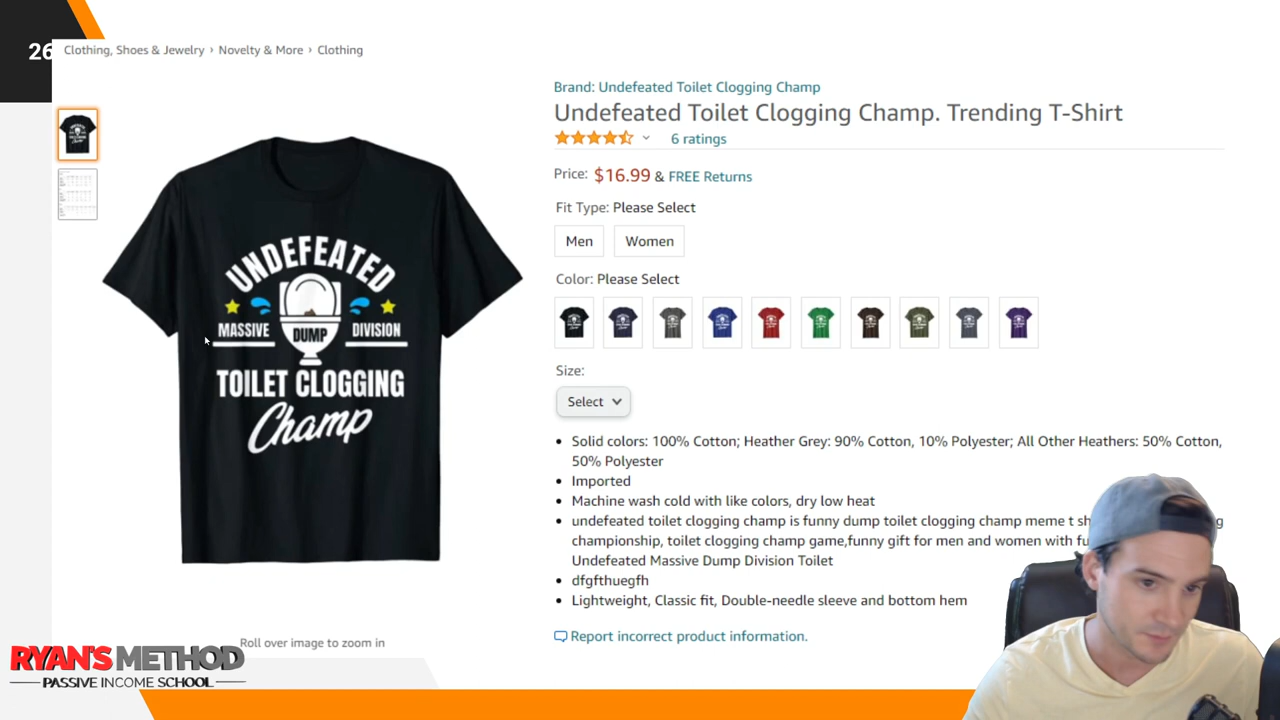 26
Clothing, Shoes & Jewelry › Novelty & More › Clothing
Brand: Undefeated Toilet Clogging Champ
Undefeated Toilet Clogging Champ. Trending T-Shirt
6 ratings
Price: $16.99 & FREE Returns
Fit Type: Please Select
Men Women
Color: Please Select
Size:
Select
Solid colors: 100% Cotton; Heather Grey: 90% Cotton, 10% Polyester; All Other Heathers: 50% Cotton,
50% Polyester
Imported
Machine wash cold with like colors, dry low heat
undefeated toilet clogging champ is funny dump toilet clogging champ meme t
championship, toilet clogging champ game,funny gift for men and women with
Undefeated Massive Dump Division Toilet
dfgfthuegfh
Lightweight, Classic fit, Double-needle sleeve and bottom hem
Report incorrect product information.
UNDEFEATED
MASSIVE DUMP DIVISION
TOILET CLOGGING
Champ
Roll over image to zoom in
RYAN'S METHOD
PASSIVE INCOME SCHOOL